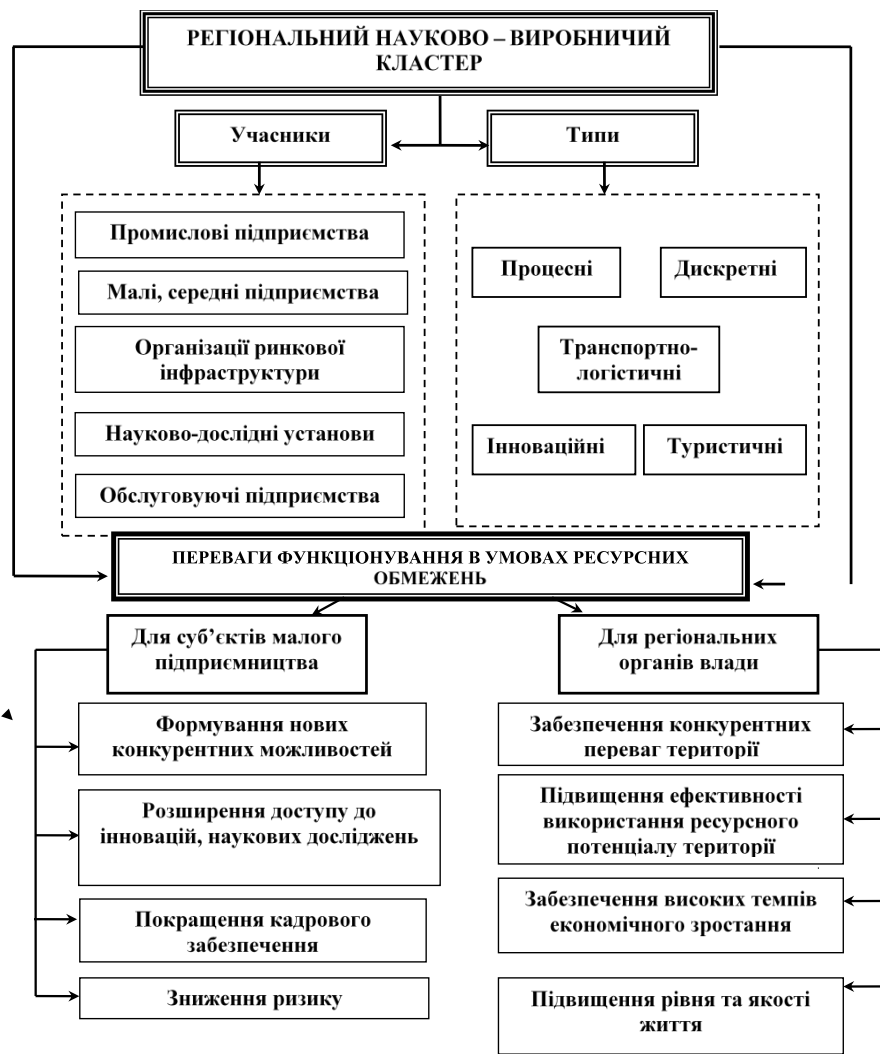 РЕГІОНАЛЬНИЙ НАУКОВО – ВИРОБНИЧИЙ
КЛАСТЕР
Учасники
Типи
Промислові підприємства
Малі, середні підприємства
Організації ринкової
інфраструктури
Науково-дослідні установи
Обслуговуючі підприємства
Процесні
Дискретні
Транспортно-
логістичні
Інноваційні
Туристичні
ПЕРЕВАГИ ФУНКЦІОНУВАННЯ В УМОВАХ РЕСУРСНИХ
ОБМЕЖЕНЬ
Для суб’єктів малого
підприємництва
Формування нових
конкурентних можливостей
Розширення доступу до
інновацій, наукових досліджень
Покращення кадрового
забезпечення
Зниження ризику
Для регіональних
органів влади
Забезпечення конкурентних
переваг території
Підвищення ефективності
використання ресурсного
потенціалу території
Забезпечення високих темпів
економічного зростання
Підвищення рівня та якості
життя